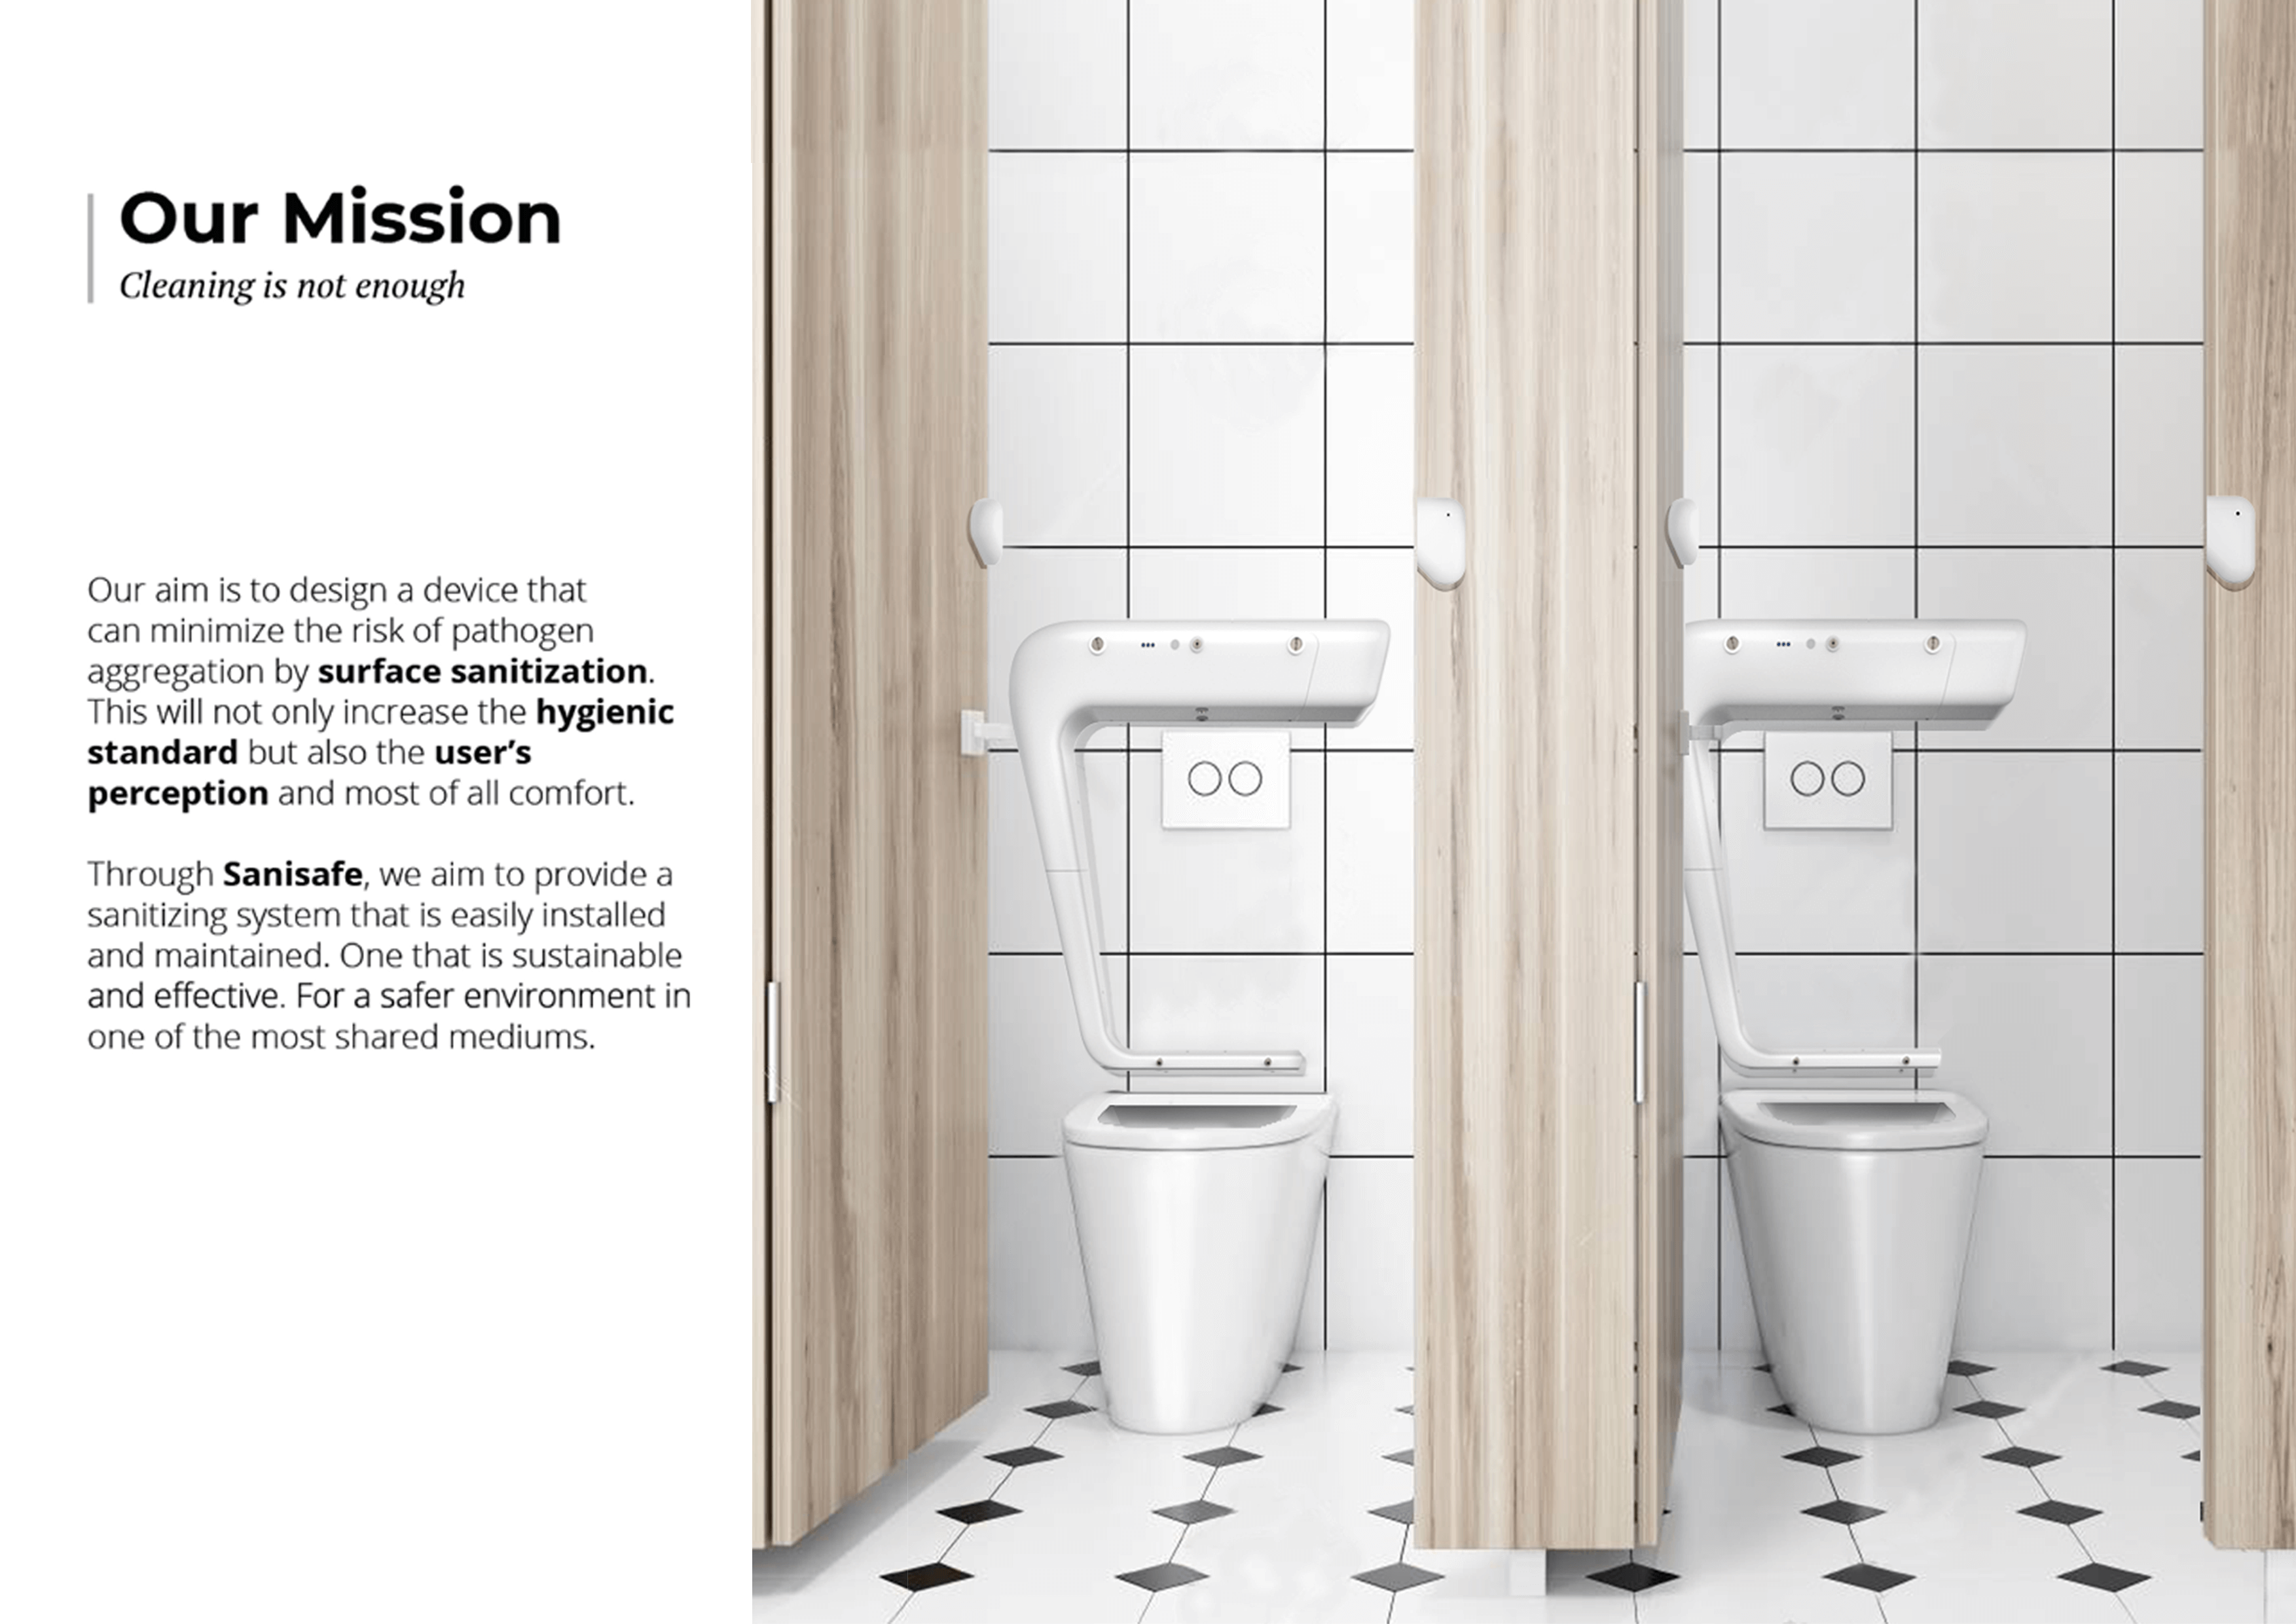 Our Mission
Cleaning is not enough
Our aim is to design a device that
can minimize the risk of pathogen
aggregation by surface sanitization.
This will not only increase the hygienic
standard but also the user’s
perception and most of all comfort.
Through Sanisafe, we aim to provide a
sanitizing system that is easily installed
and maintained. One that is sustainable
and effective. For a safer environment in
one of the most shared mediums.